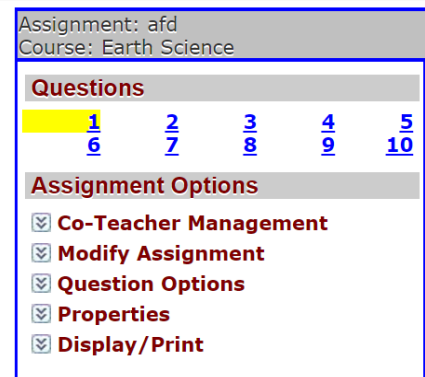 Assignment: afd
Course: Earth Science
Questions
1 2 3 4 5
6 7 8 9 10
Assignment Options
Co-Teacher Management
Modify Assignment
Question Options
Properties
Display/Print